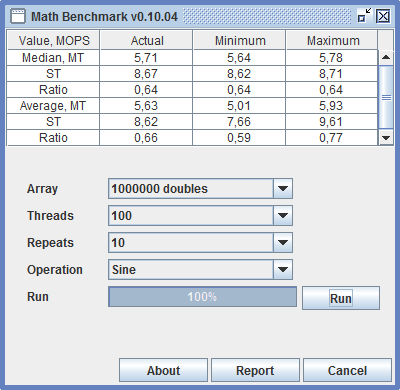 Math Benchmark v0.10.04
Value, MOPS Actual Minimum Maximum
Median, MT 5,71 5,64 5,78
ST 8,67 8,62 8,71
Ratio 0,64 0,64 0,64
Average, MT 5,63 5,01 5,93
ST 8,62 7,66 9,61
Ratio 0,66 0,59 0,77
Array 1000000 doubles
Threads 100
Repeats 10
Operation Sine
Run 100% Run
About Report Cancel